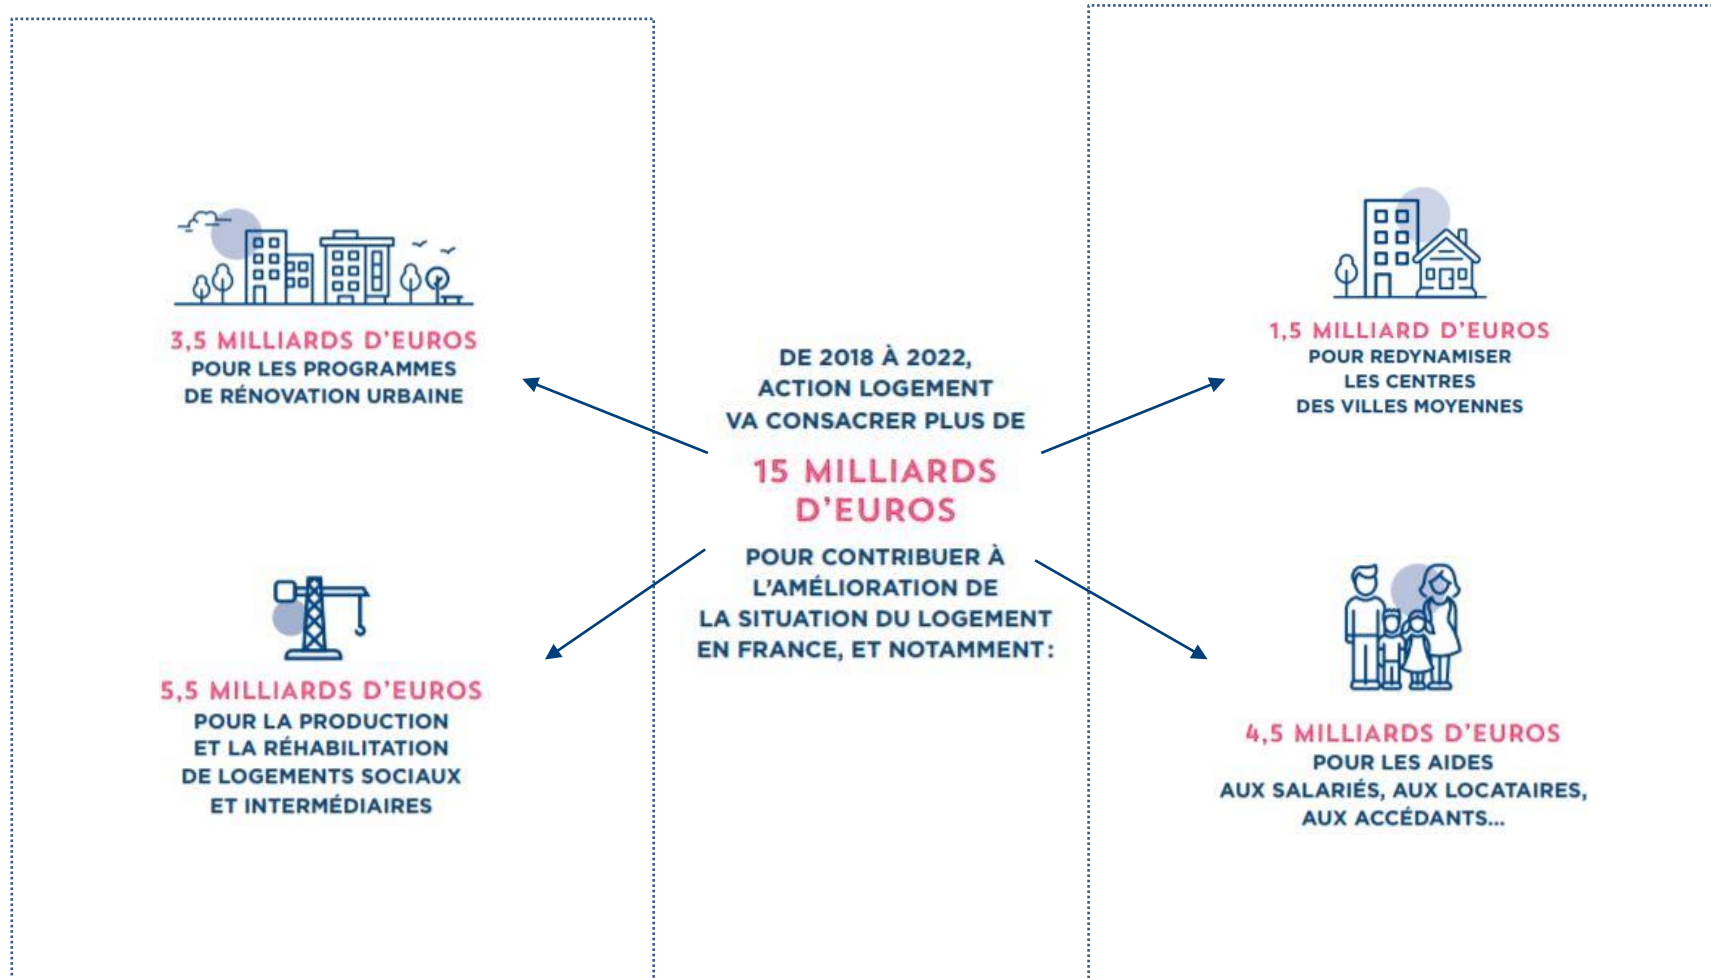 3,5 MILLIARDS D'EUROS
POUR LES PROGRAMMES
DE RÉNOVATION URBAINE
5,5 MILLIARDS D'EUROS
POUR LA PRODUCTION
ET LA RÉHABILITATION
DE LOGEMENTS SOCIAUX
ET INTERMÉDIAIRES
DE 2018 À 2022,
ACTION LOGEMENT
VA CONSACRER PLUS DE
15 MILLIARDS
D'EUROS
POUR CONTRIBUER À
L'AMÉLIORATION DE
LA SITUATION DU LOGEMENT
EN FRANCE, ET NOTAMMENT :
1,5 MILLIARD D'EUROS
POUR REDYNAMISER
LES CENTRES
DES VILLES MOYENNES
4,5 MILLIARDS D'EUROS
POUR LES AIDES
AUX SALARIÉS, AUX LOCATAIRES,
AUX ACCÉDANTS...